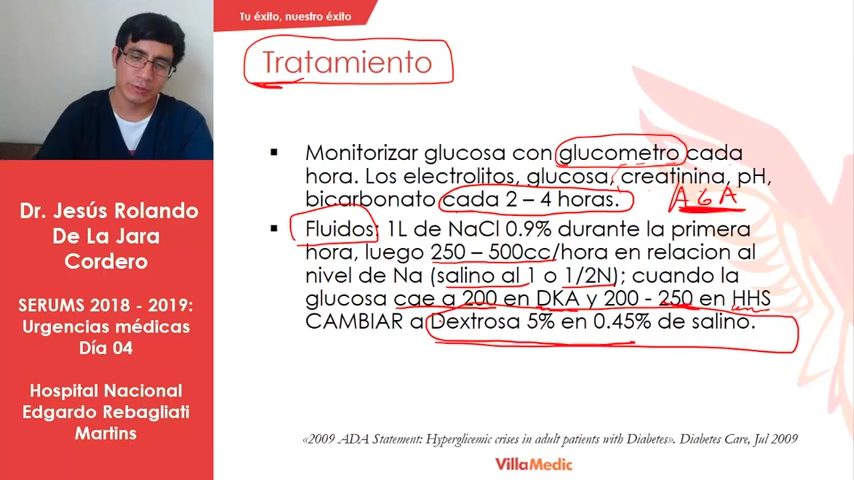 Tu éxito, nuestro éxito
Tratamiento
▪ Monitorizar glucosa con glucometro cada
hora. Los electrolitos, glucosa, creatinina, pH,
bicarbonato cada 2 – 4 horas.
AGA
▪ Fluidos: 1L de NaCl 0.9% durante la primera
hora, luego 250 – 500cc/hora en relacion al
nivel de Na (salino al 1 o 1/2N); cuando la
glucosa cae a 200 en DKA y 200 - 250 en HHS
CAMBIAR a Dextrosa 5% en 0.45% de salino.
«2009 ADA Statement: Hyperglicemic crises in adult patients with Diabetes». Diabetes Care, Jul 2009
VillaMedic
Dr. Jesús Rolando
De La Jara
Cordero
SERUMS 2018 - 2019:
Urgencias médicas
Día 04
Hospital Nacional
Edgardo Rebagliati
Martins